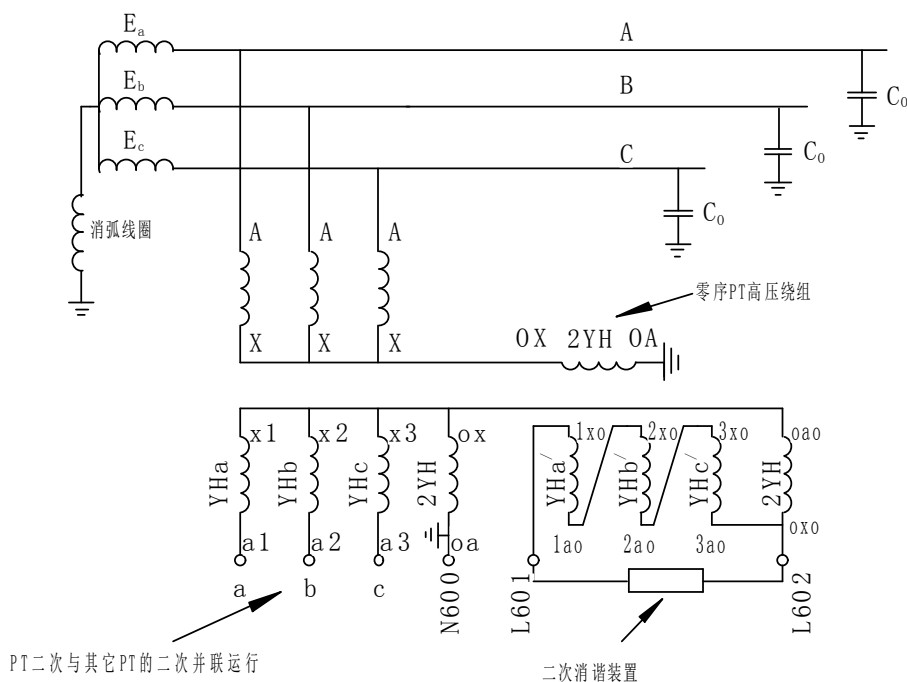 Ea
A
Eb
B
C0
Ec
C
C0
消弧线圈
C0
A A A
零序PT高压绕组
X X X
OX 2YH OA
x1 x2 x3 ox
1xo 2xo 3xo oao
YHa YHb YHc 2YH
YHa′ YHb′ YHc′ 2YH
a1 a2 a3 oa
1ao 2ao 3ao oxo
a b c N600
L601 L602
PT二次与其它PT的二次并联运行
二次消谐装置